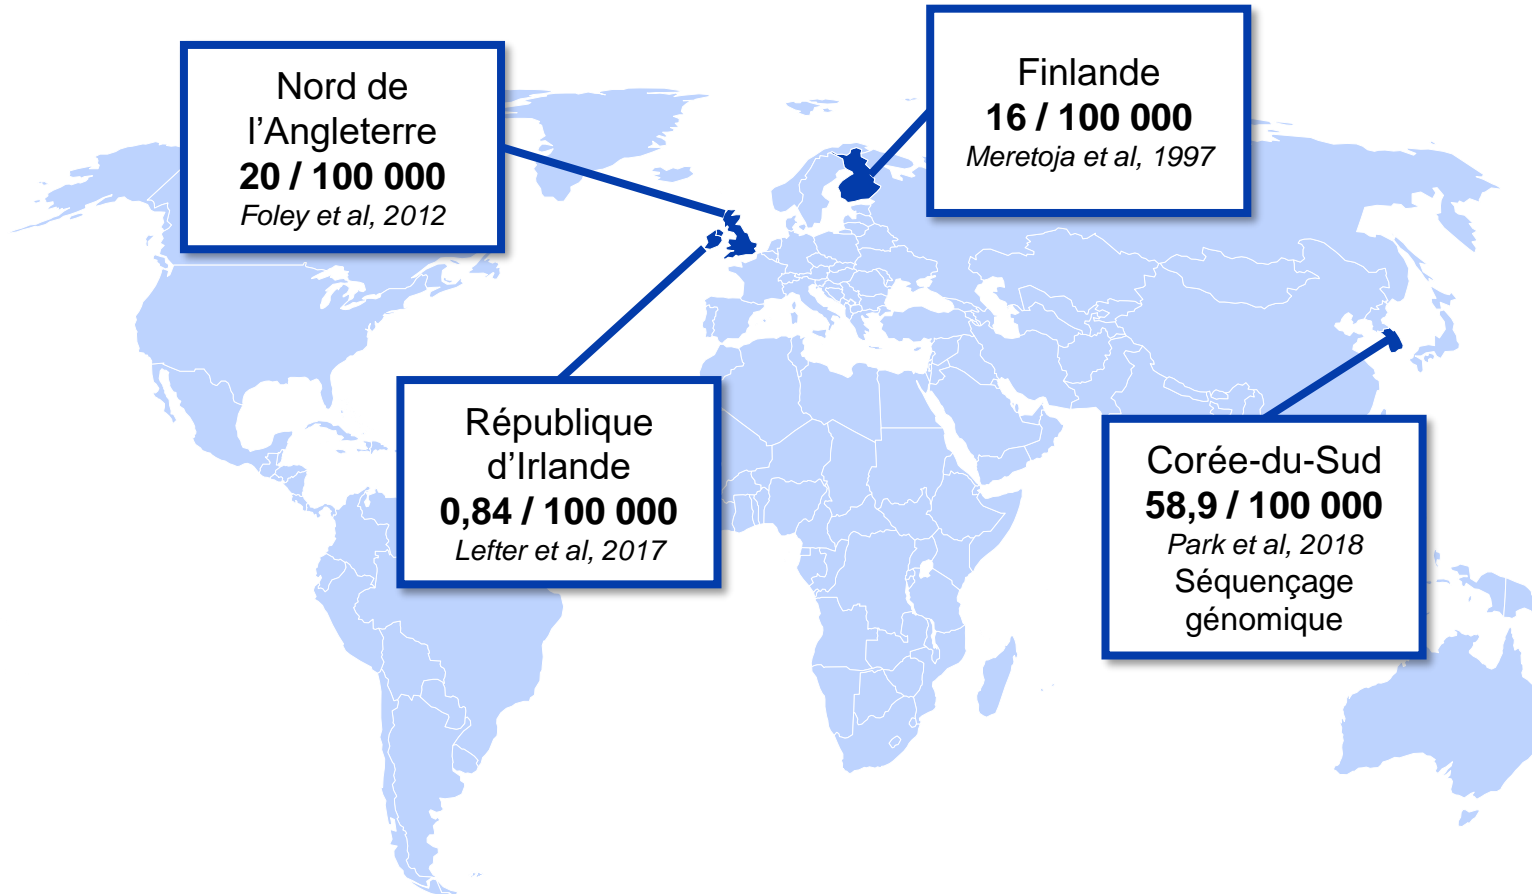 Nord de
l’Angleterre
20 / 100 000
Foley et al, 2012
Finlande
16 / 100 000
Meretoja et al, 1997
République
d’Irlande
0,84 / 100 000
Lefter et al, 2017
Corée-du-Sud
58,9 / 100 000
Park et al, 2018
Séquençage
génomique